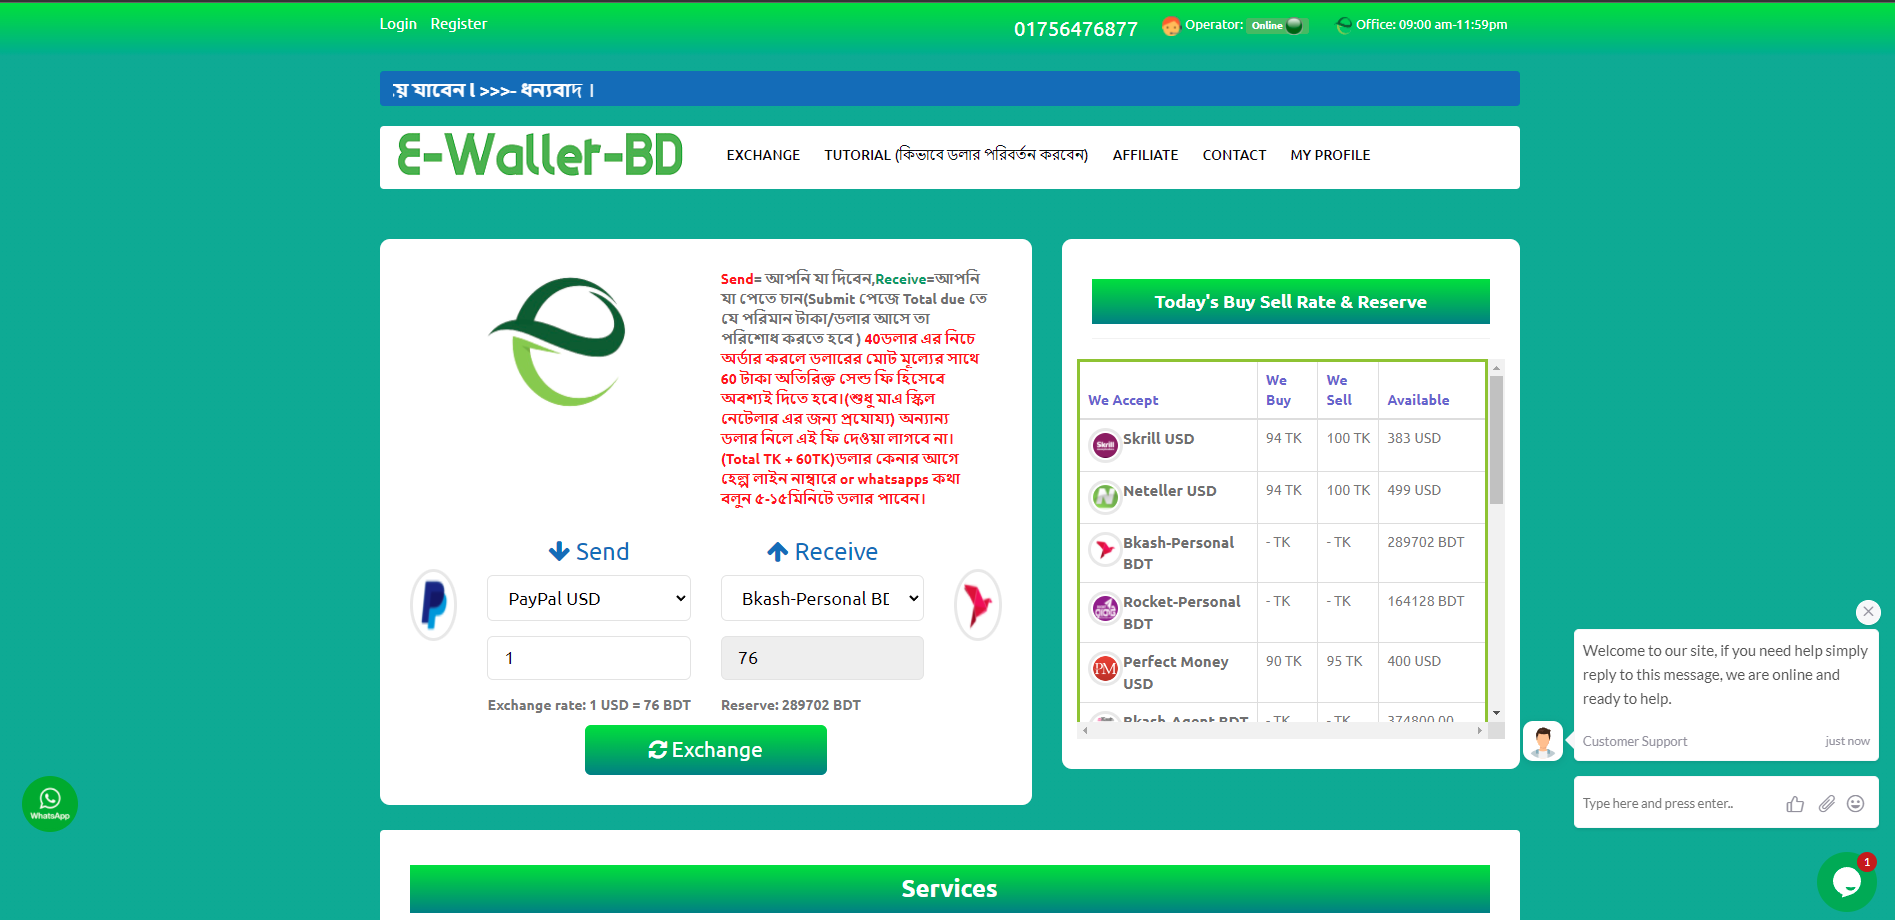 Login Register
01756476877 Operator: Online Office: 09:00 am-11:59pm
যাবেন l >>>- ধন্যবাদ ।
E-Wallet-BD
EXCHANGE TUTORIAL (কিভাবে ডলার পরিবর্তন করবেন) AFFILIATE CONTACT MY PROFILE
Send= আপনি যা দিবেন,Receive=আপনি
যা পেতে চান(Submit পেজে Total due তে
যে পরিমান টাকা/ডলার আসে তা
পরিশোধ করতে হবে ) 40ডলার এর নিচে
অর্ডার করলে ডলারের মোট মূল্যের সাথে
60 টাকা অতিরিক্ত সেন্ড ফি হিসেবে
অবশ্যই দিতে হবে।(শুধু মাএ স্ক্রিল
নেটেলার এর জন্য প্রযোয্য) অন্যান্য
ডলার নিলে এই ফি দেওয়া লাগবে না।
(Total TK + 60TK)ডলার কেনার আগে
হেল্প লাইন নাম্বারে or whatsapps কথা
বলুন ৫-১৫মিনিটে ডলার পাবেন।
Send Receive
PayPal USD Bkash-Personal BD
1 76
Exchange rate: 1 USD = 76 BDT Reserve: 289702 BDT
Exchange
Today's Buy Sell Rate & Reserve
We Accept We Buy We Sell Available
Skrill
Skrill USD 94 TK 100 TK 383 USD
N
Neteller USD 94 TK 100 TK 499 USD
Bkash-Personal - TK - TK 289702 BDT
BDT
Rocket-Personal - TK - TK 164128 BDT
BDT
PM
Perfect Money 90 TK 95 TK 400 USD
USD
Bkash-Agent BDT - TK - TK 374800.00
Welcome to our site, if you need help simply
reply to this message, we are online and
ready to help.
Customer Support just now
Type here and press enter..
WhatsApp
1
Services